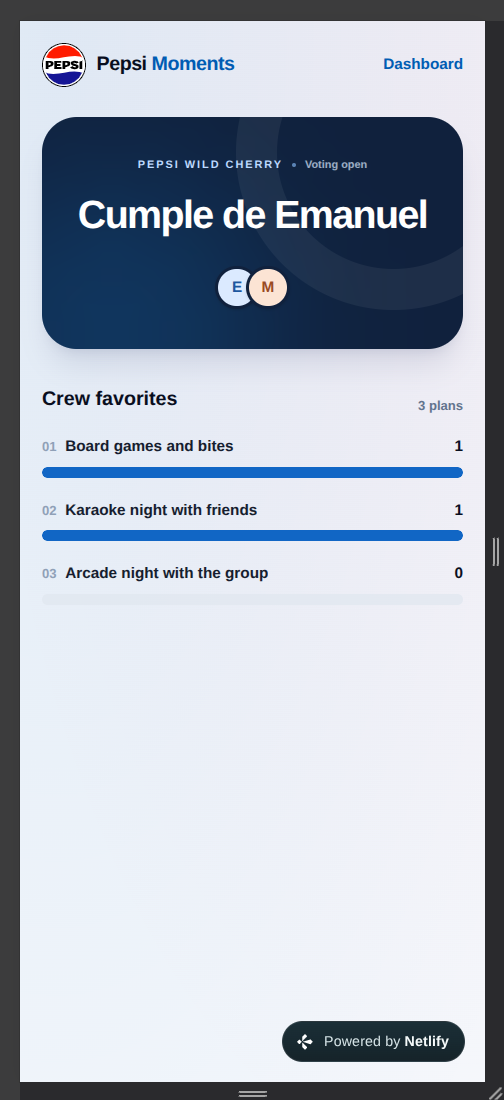 PEPSI
Pepsi Moments
Dashboard
PEPSI WILD CHERRY • Voting open
Cumple de Emanuel
E M
Crew favorites
3 plans
01 Board games and bites 1
02 Karaoke night with friends 1
03 Arcade night with the group 0
Powered by Netlify